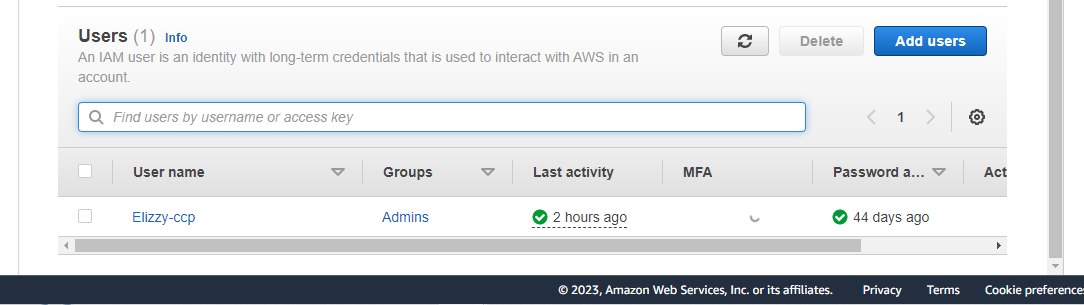 Users (1) Info
An IAM user is an identity with long-term credentials that is used to interact with AWS in an
account.
Delete
Add users
Find users by username or access key
1
User name Groups Last activity MFA Password a... Act
Elizzy-ccp Admins 2 hours ago 44 days ago
© 2023, Amazon Web Services, Inc. or its affiliates. Privacy Terms Cookie preferences